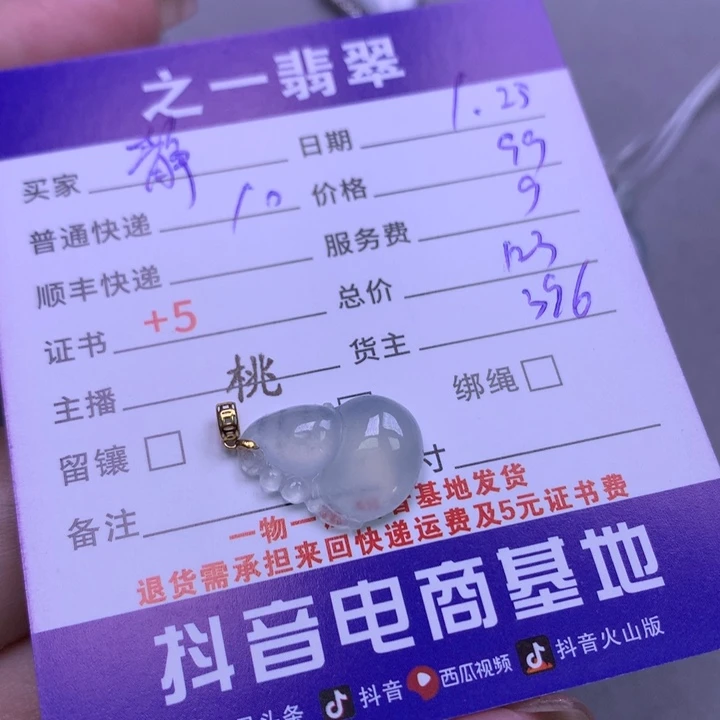 之一翡翠
买家 静 日期 1.25
普通快递 10 价格 99
顺丰快递 服务费 9
证书 +5 总价 123
主播 桃 货主 396
留镶 绑绳
寸
备注
一物一 基地发货
退货需承担来回快递运费及5元证书费
抖音电商基地
头条 抖音 西瓜视频 抖音火山版